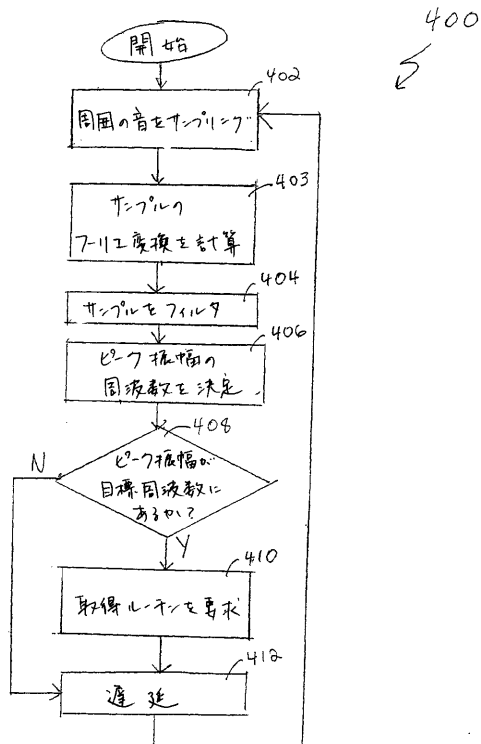 400
開始
402
周囲の音をサンプリング
403
サンプルの
フーリエ変換を計算
404
サンプルをフィルタ
406
ピーク振幅の
周波数を決定
408
N
ピーク振幅が
目標周波数に
あるか?
Y
410
取得ルーチンを要求
412
遅延